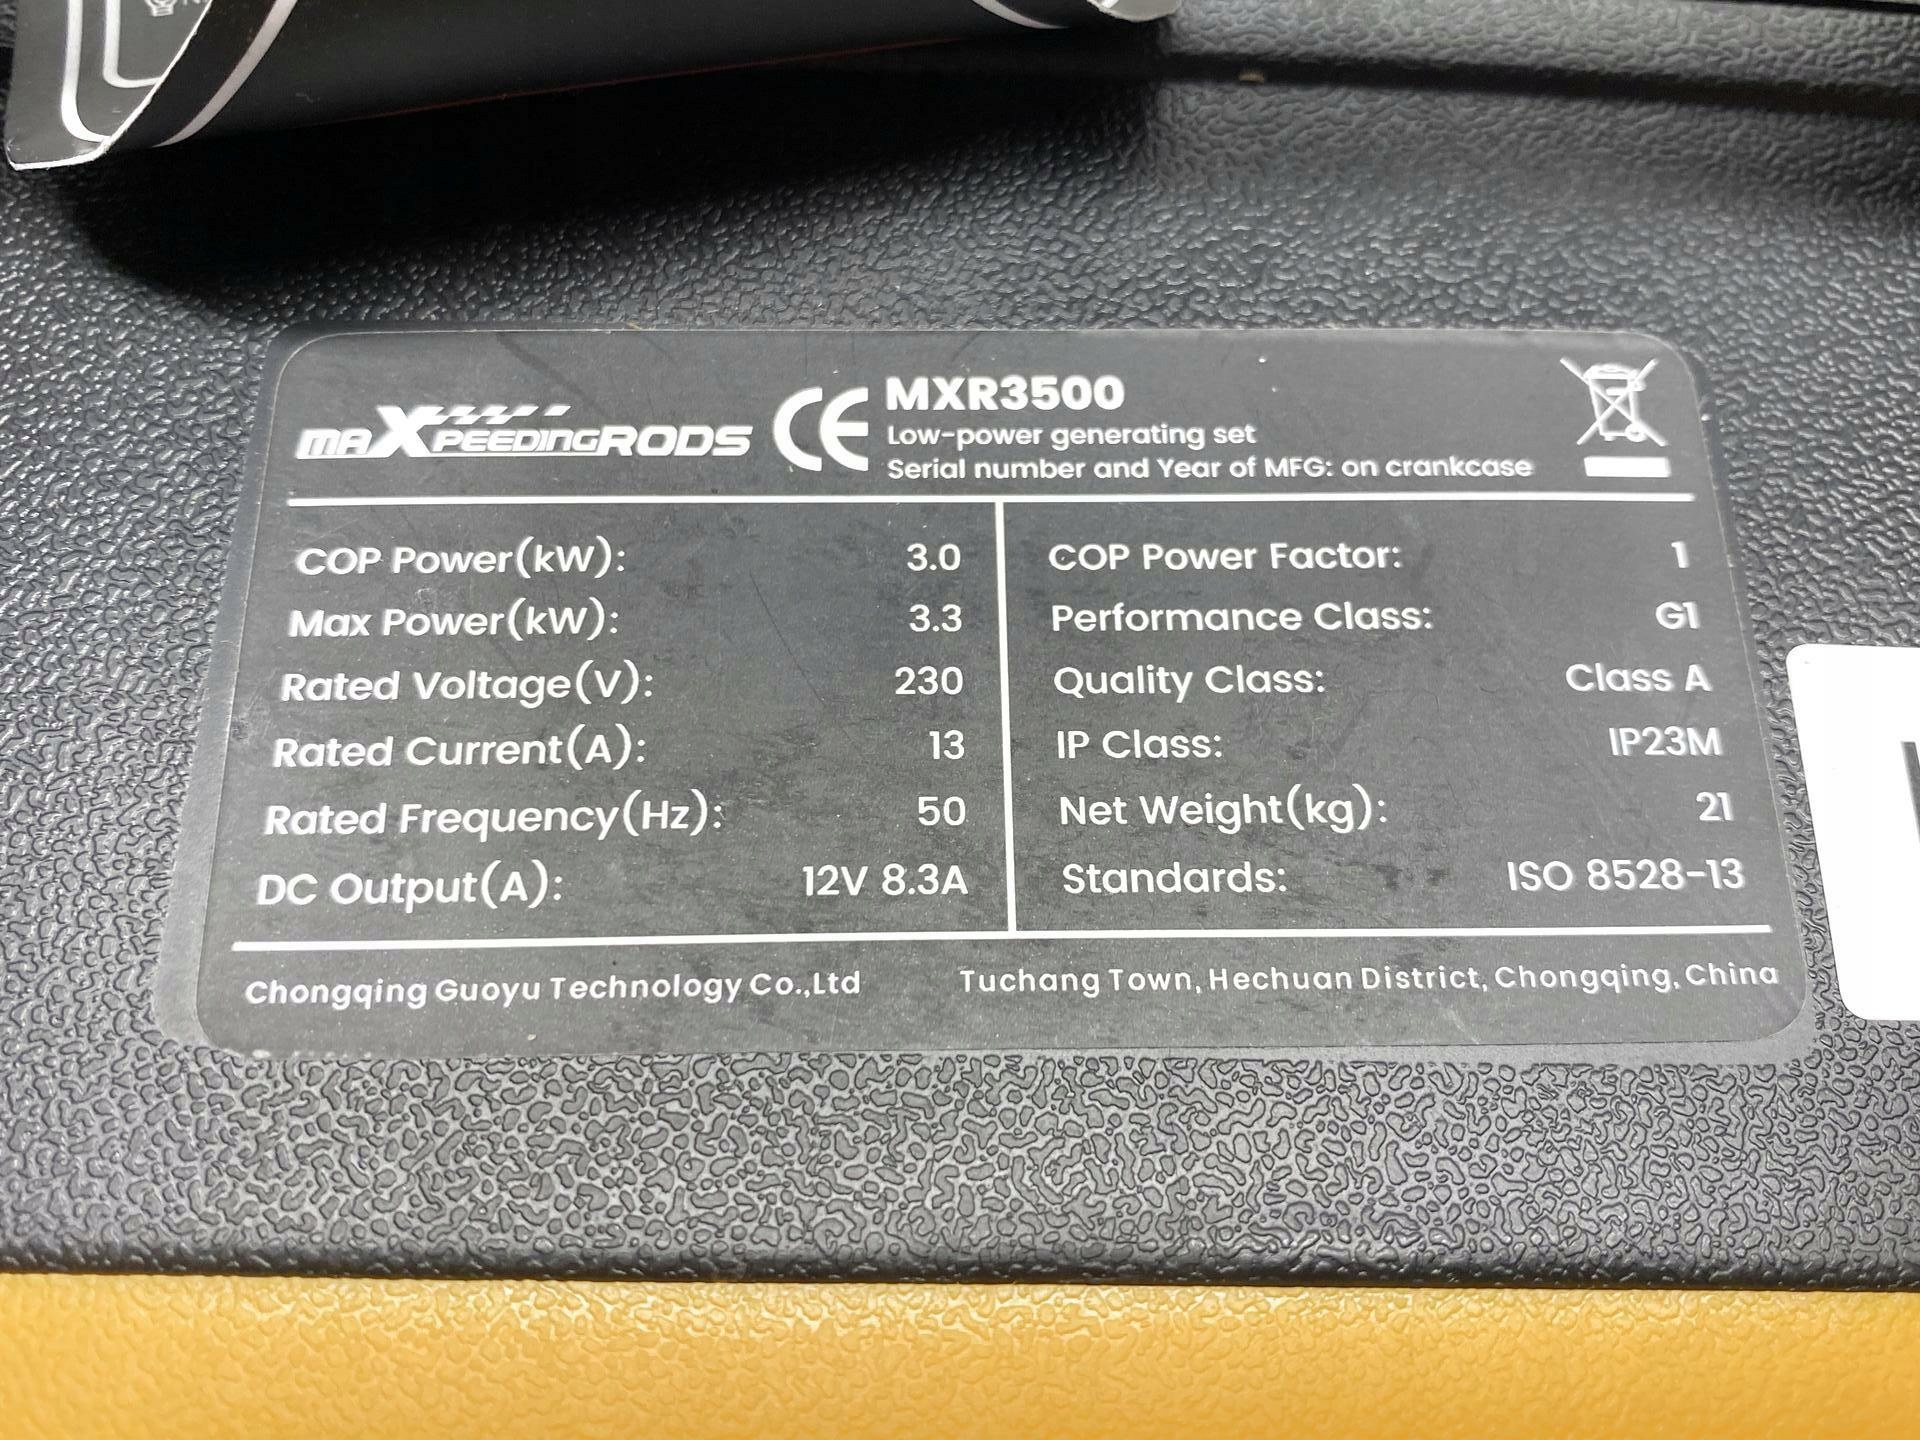 maXpeedingRODS
CE MXR3500
Low-power generating set
Serial number and Year of MFG: on crankcase
COP Power(kW): 3.0
Max Power(kW): 3.3
Rated Voltage(V): 230
Rated Current(A): 13
Rated Frequency(Hz): 50
DC Output(A): 12V 8.3A
COP Power Factor: 1
Performance Class: G1
Quality Class: Class A
IP Class: IP23M
Net Weight(kg): 21
Standards: ISO 8528-13
Chongqing Guoyu Technology Co.,Ltd
Tuchang Town, Hechuan District, Chongqing, China